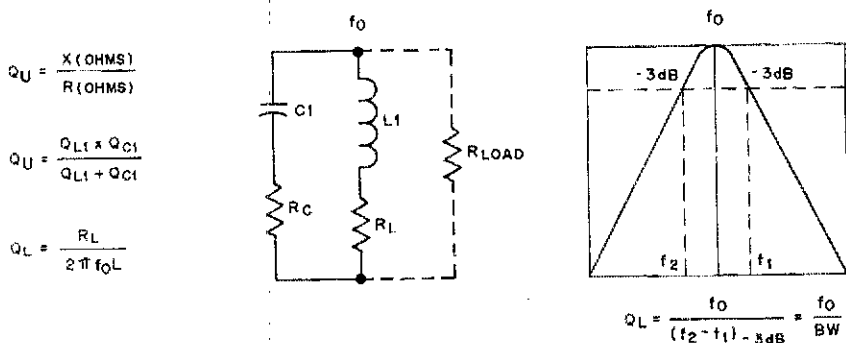 Q_U = X (OHMS) / R (OHMS)
Q_U = Q_L1 x Q_C1 / Q_L1 + Q_C1
Q_L = R_L / 2 π f_0 L
f_0
C1
L1
R_LOAD
R_C
R_L
f_0
-3dB
-3dB
f_2
f_1
Q_L = f_0 / (f_2 - f_1)_-3dB = f_0 / BW